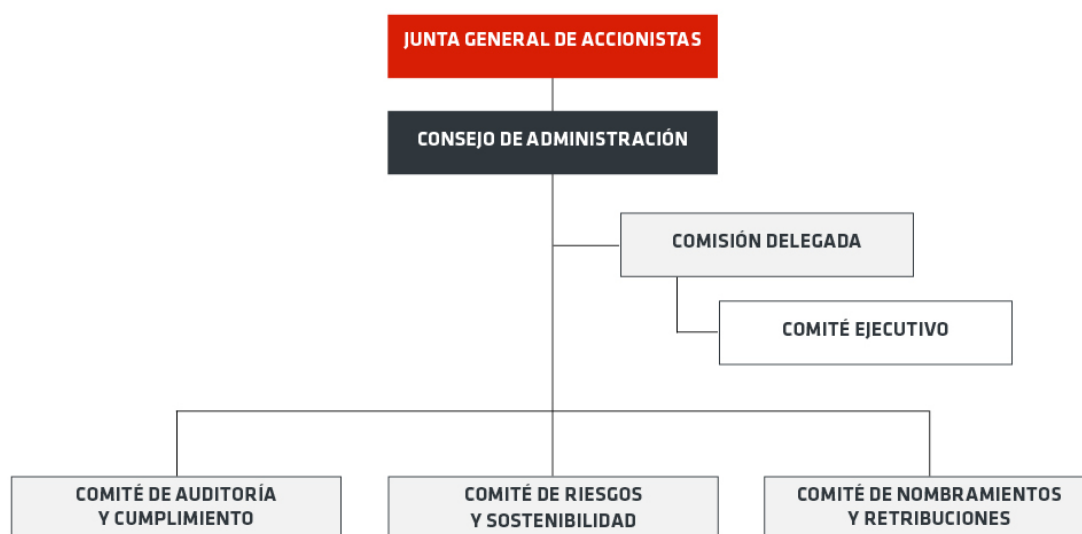 JUNTA GENERAL DE ACCIONISTAS
CONSEJO DE ADMINISTRACIÓN
COMISIÓN DELEGADA
COMITÉ EJECUTIVO
COMITÉ DE AUDITORÍA
Y CUMPLIMIENTO
COMITÉ DE RIESGOS
Y SOSTENIBILIDAD
COMITÉ DE NOMBRAMIENTOS
Y RETRIBUCIONES